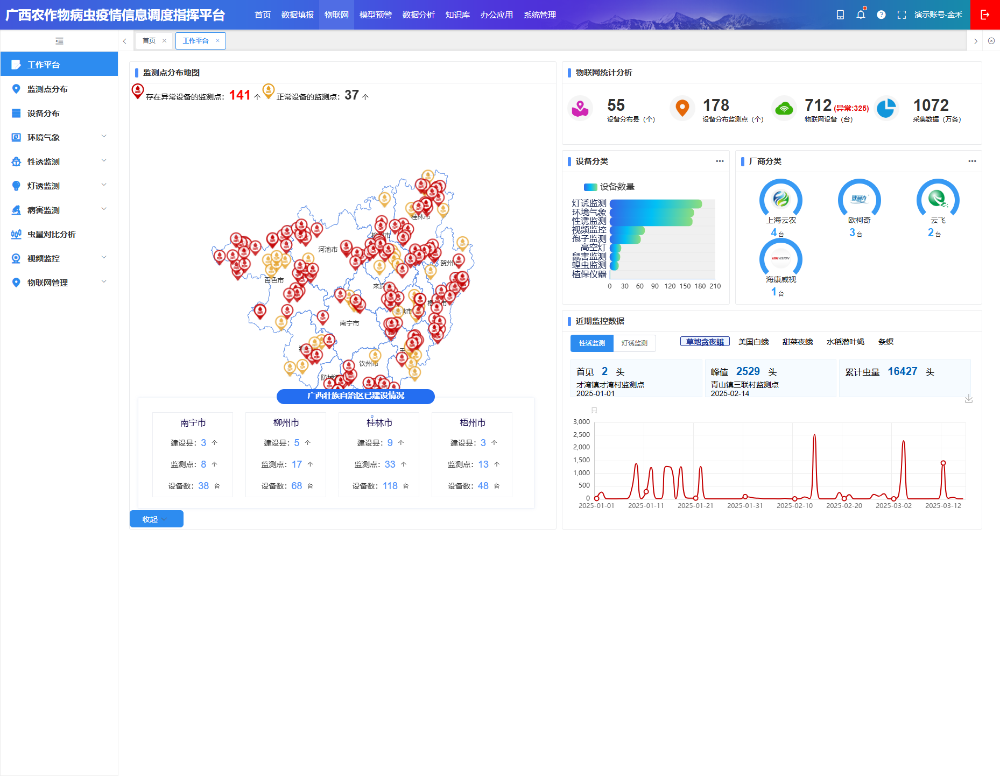 广西农作物病虫疫情信息调度指挥平台
首页 数据填报 物联网 模型预警 数据分析 知识库 办公应用 系统管理
演示账号-金禾
首页
工作平台
工作平台
监测点分布
设备分布
环境气象
性诱监测
灯诱监测
病害监测
虫量对比分析
视频监控
物联网管理
监测点分布地图
存在异常设备的监测点：141 个 正常设备的监测点：37 个
桂林市
河池市
贺州
百色市
来宾
南宁市
钦州市
广西壮族自治区已建设情况
南宁市
建设县：3 个
监测点：8 个
设备数：38 台
柳州市
建设县：5 个
监测点：17 个
设备数：68 台
桂林市
建设县：9 个
监测点：33 个
设备数：118 台
梧州市
建设县：3 个
监测点：13 个
设备数：48 台
收起
物联网统计分析
55
设备分布县（个）
178
设备分布监测点（个）
712 (异常:325)
物联网设备（台）
1072
采集数据（万条）
设备分类
设备数量
灯诱监测
环境气象
性诱监测
视频监控
孢子监测
高空灯
鼠害监测
蝗虫监测
植保仪器
0 30 60 90 120 150 180 210
厂商分类
上海云农
4 台
欧柯奇
3 台
云飞
2 台
HIKVISION
海康威视
1 台
近期监控数据
性诱监测 灯诱监测
草地贪夜蛾 美国白蛾 甜菜夜蛾 水稻潜叶蝇 条螟
首见 2 头
才湾镇才湾村监测点
2025-01-01
峰值 2529 头
青山镇三联村监测点
2025-02-14
累计虫量 16427 头
只
3,000
2,500
2,000
1,500
1,000
500
0
2025-01-01 2025-01-11 2025-01-21 2025-01-31 2025-02-10 2025-02-20 2025-03-02 2025-03-12